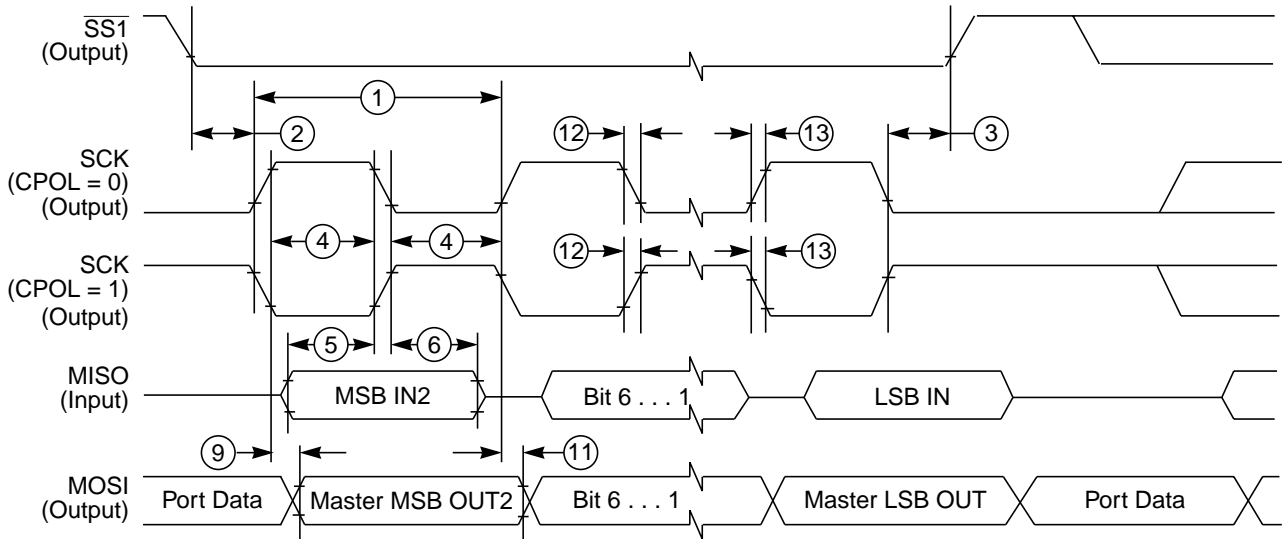 SS1
(Output)
1
2
12
13
3
SCK
(CPOL = 0)
(Output)
4
4
12
13
SCK
(CPOL = 1)
(Output)
5
6
MISO
(Input)
MSB IN2
Bit 6 . . . 1
LSB IN
9
11
MOSI
(Output)
Port Data
Master MSB OUT2
Bit 6 . . . 1
Master LSB OUT
Port Data